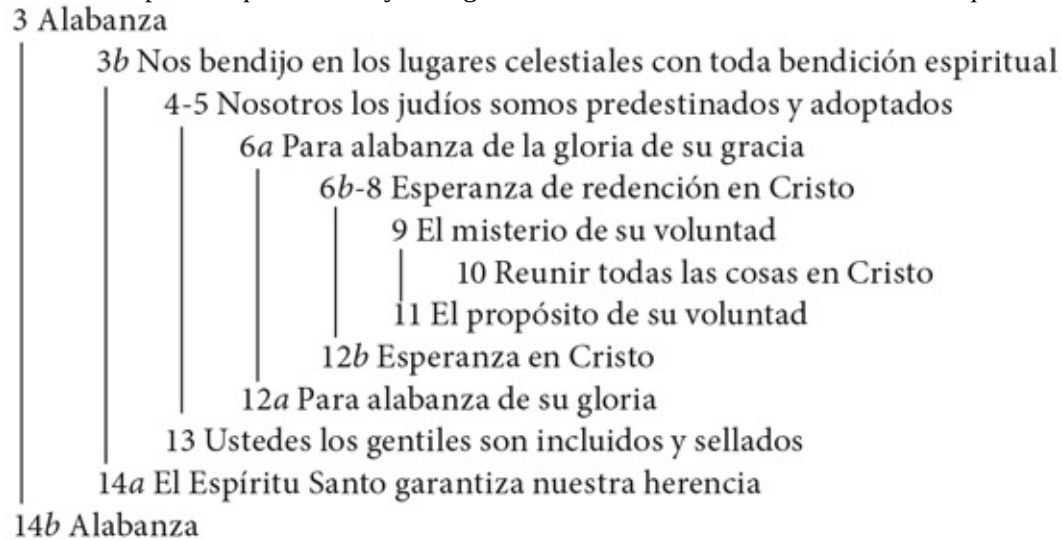 3 Alabanza
3b Nos bendijo en los lugares celestiales con toda bendición espiritual
4-5 Nosotros los judíos somos predestinados y adoptados
6a Para alabanza de la gloria de su gracia
6b-8 Esperanza de redención en Cristo
9 El misterio de su voluntad
10 Reunir todas las cosas en Cristo
11 El propósito de su voluntad
12b Esperanza en Cristo
12a Para alabanza de su gloria
13 Ustedes los gentiles son incluidos y sellados
14a El Espíritu Santo garantiza nuestra herencia
14b Alabanza